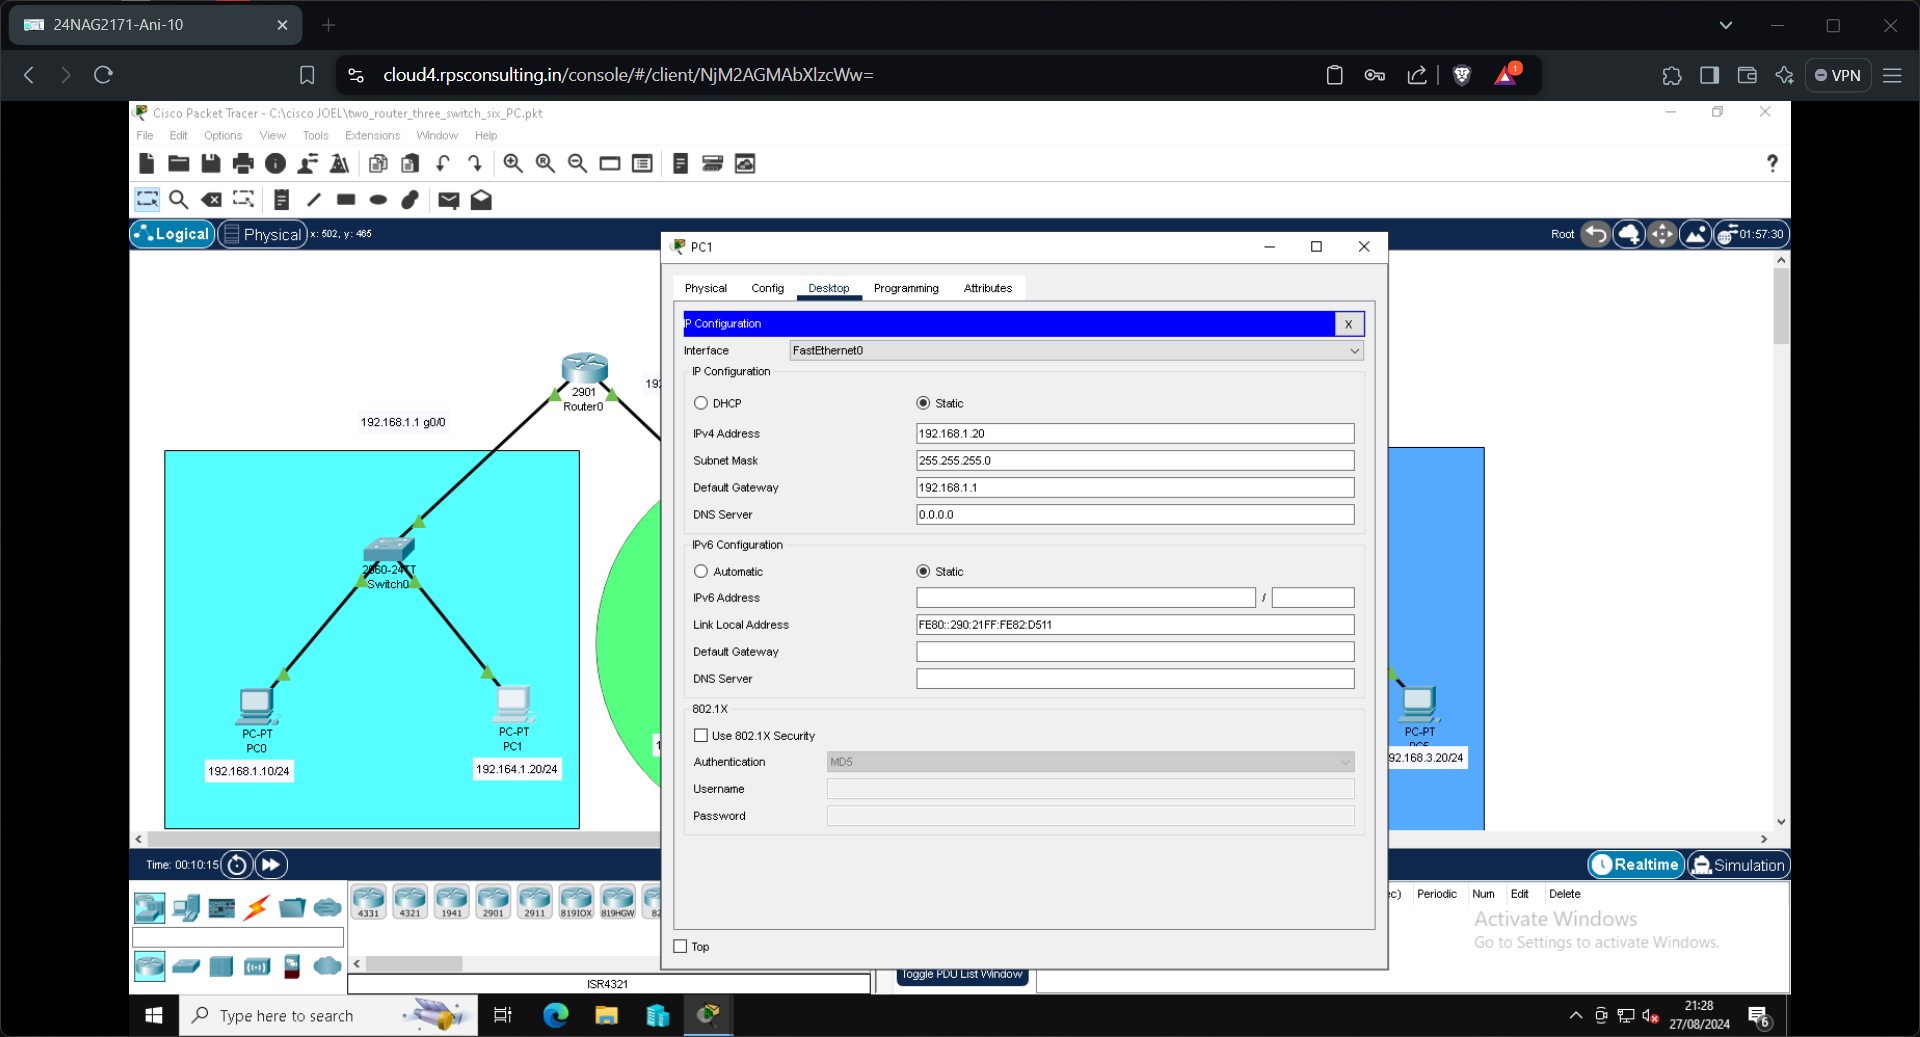 24NAG2171-Ani-10
cloud4.rpsconsulting.in/console/#/client/NjM2AGMAbXlzcWw=
1
VPN
Cisco Packet Tracer - C:\cisco JOEL\two_router_three_switch_six_PC.pkt
File Edit Options View Tools Extensions Window Help
?
Logical Physical x: 502, y: 465
Root 01:57:30
PC1
Physical Config Desktop Programming Attributes
IP Configuration
X
Interface FastEthernet0
IP Configuration
DHCP Static
IPv4 Address 192.168.1.20
Subnet Mask 255.255.255.0
Default Gateway 192.168.1.1
DNS Server 0.0.0.0
IPv6 Configuration
Automatic Static
IPv6 Address /
Link Local Address FE80::290:21FF:FE82:D511
Default Gateway
DNS Server
802.1X
Use 802.1X Security
Authentication MD5
Username
Password
Top
2901
Router0
192.168.1.1 g0/0
2960-24TT
Switch0
PC-PT
PC0
192.168.1.10/24
PC-PT
PC1
192.164.1.20/24
PC-PT
PC5
92.168.3.20/24
Time: 00:10:15
Realtime Simulation
4331 4321 1941 2901 2911 819IOX 819HGW
ISR4321
Periodic Num Edit Delete
Activate Windows
Go to Settings to activate Windows.
Toggle PDU List Window
Type here to search
21:28
27/08/2024
6